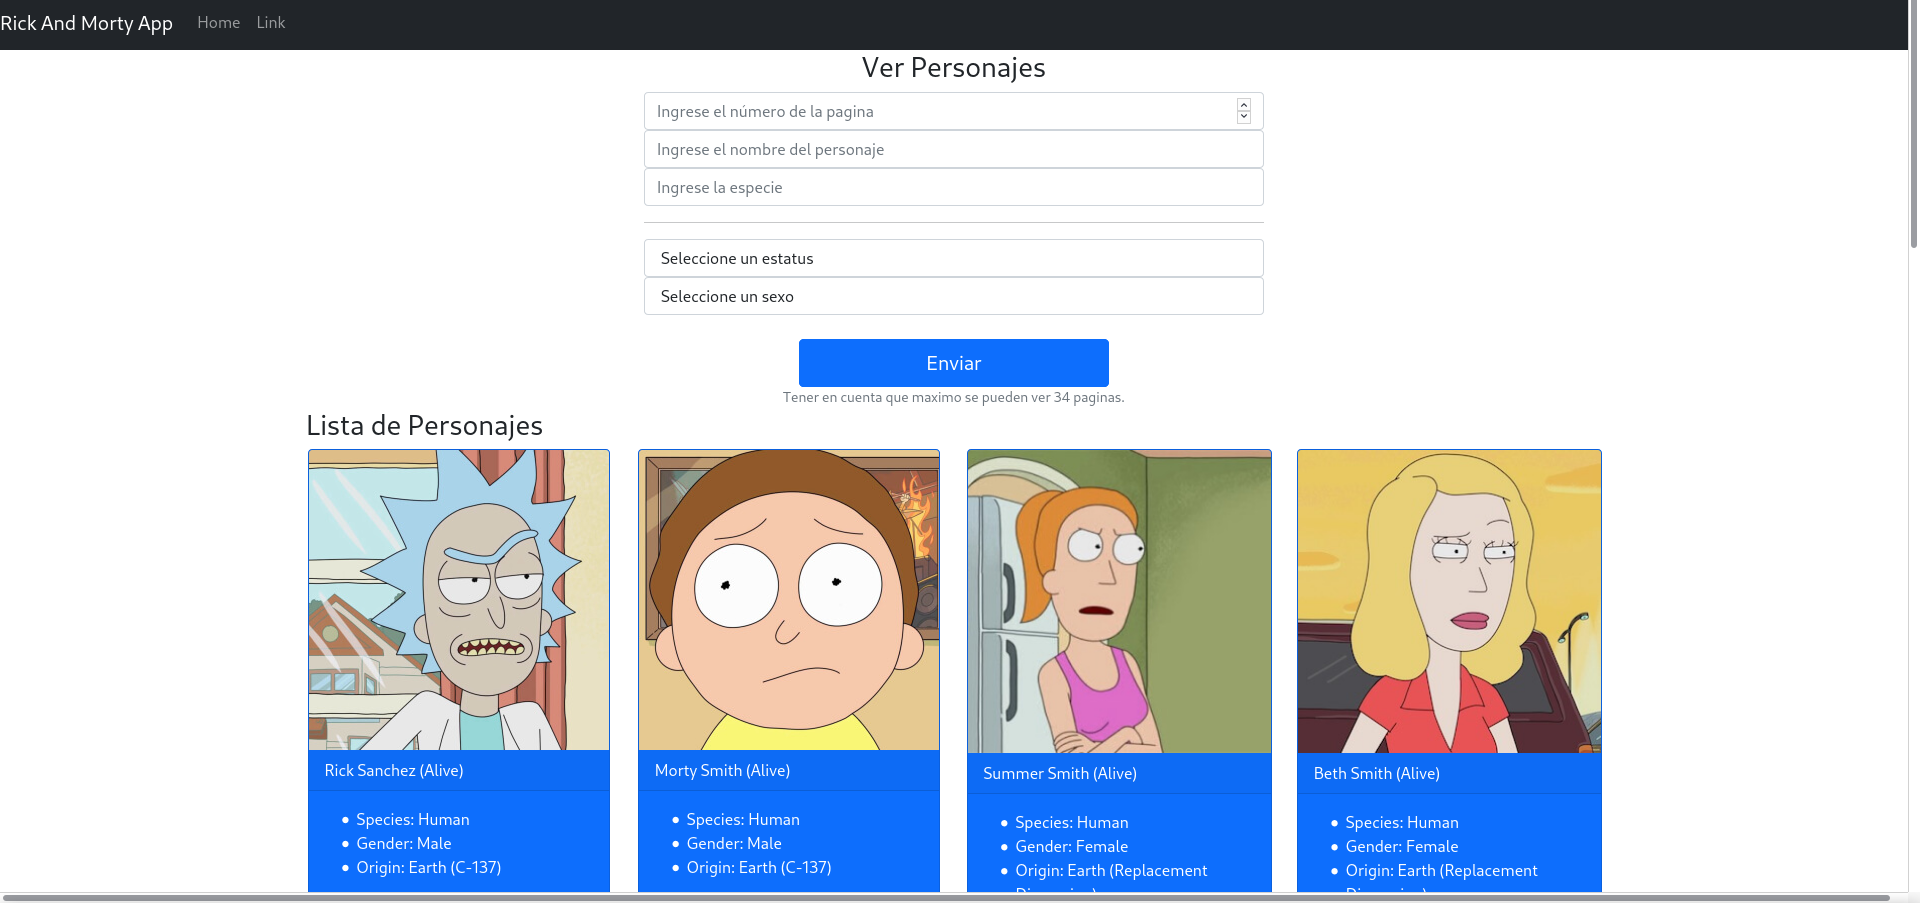 Rick And Morty App Home Link
Ver Personajes
Ingrese el número de la pagina
Ingrese el nombre del personaje
Ingrese la especie
Seleccione un estatus
Seleccione un sexo
Enviar
Tener en cuenta que maximo se pueden ver 34 paginas.
Lista de Personajes
Rick Sanchez (Alive)
Species: Human
Gender: Male
Origin: Earth (C-137)
Morty Smith (Alive)
Species: Human
Gender: Male
Origin: Earth (C-137)
Summer Smith (Alive)
Species: Human
Gender: Female
Origin: Earth (Replacement
Beth Smith (Alive)
Species: Human
Gender: Female
Origin: Earth (Replacement